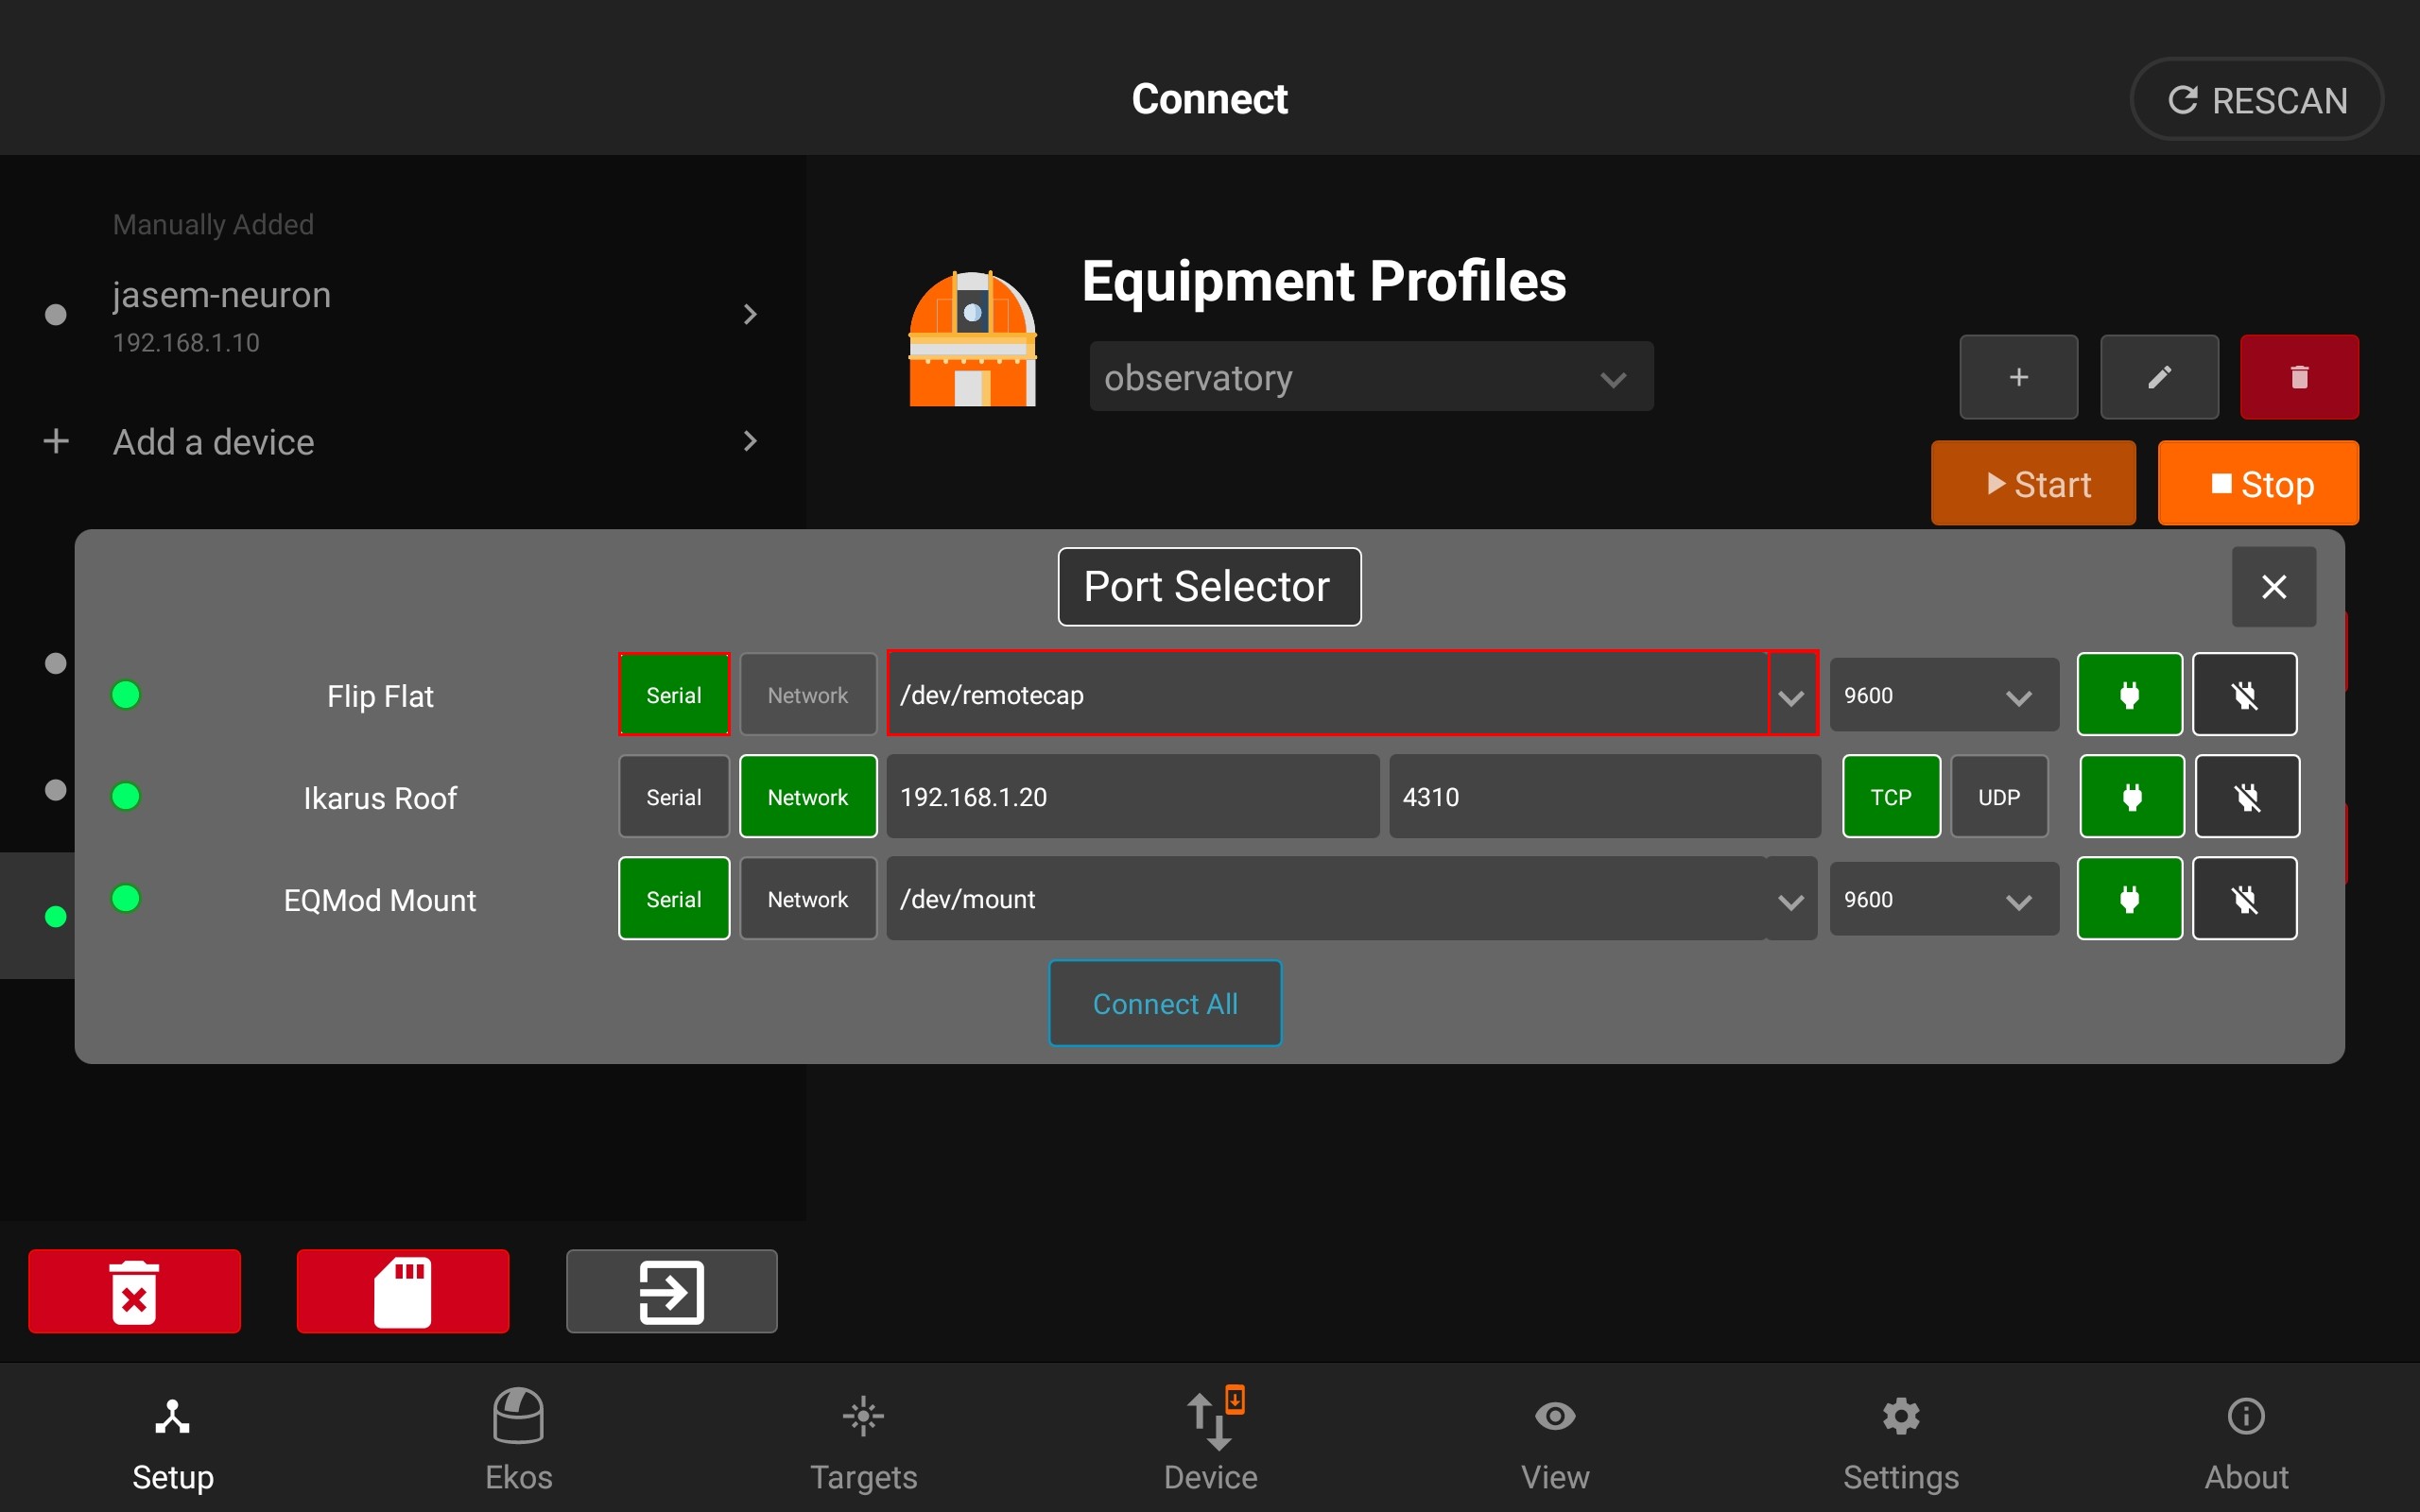 Connect
RESCAN
Manually Added
jasem-neuron
192.168.1.10
Add a device
Equipment Profiles
observatory
Start
Stop
Port Selector
Flip Flat
Serial
Network
/dev/remotecap
9600
Ikarus Roof
Serial
Network
192.168.1.20
4310
TCP
UDP
EQMod Mount
Serial
Network
/dev/mount
9600
Connect All
Setup
Ekos
Targets
Device
View
Settings
About